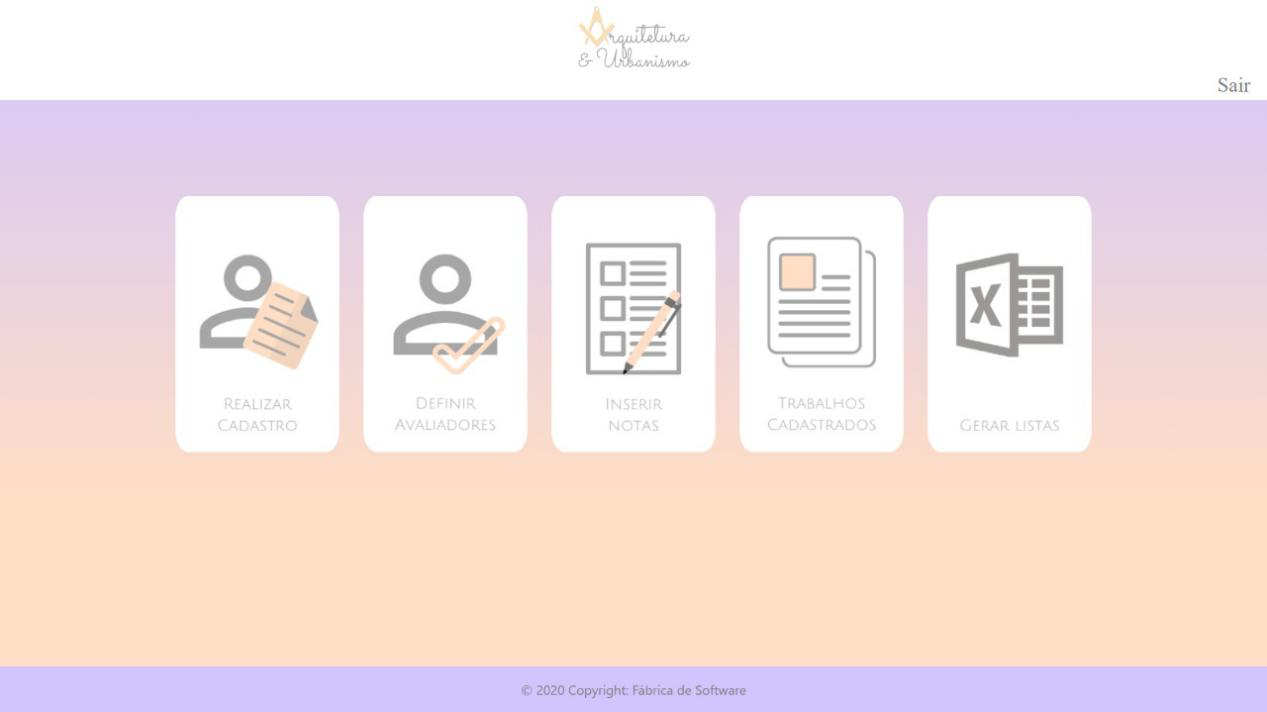 Arquitetura
& Urbanismo
Sair
REALIZAR
CADASTRO
DEFINIR
AVALIADORES
INSERIR
NOTAS
TRABALHOS
CADASTRADOS
X
GERAR LISTAS
© 2020 Copyright: Fábrica de Software